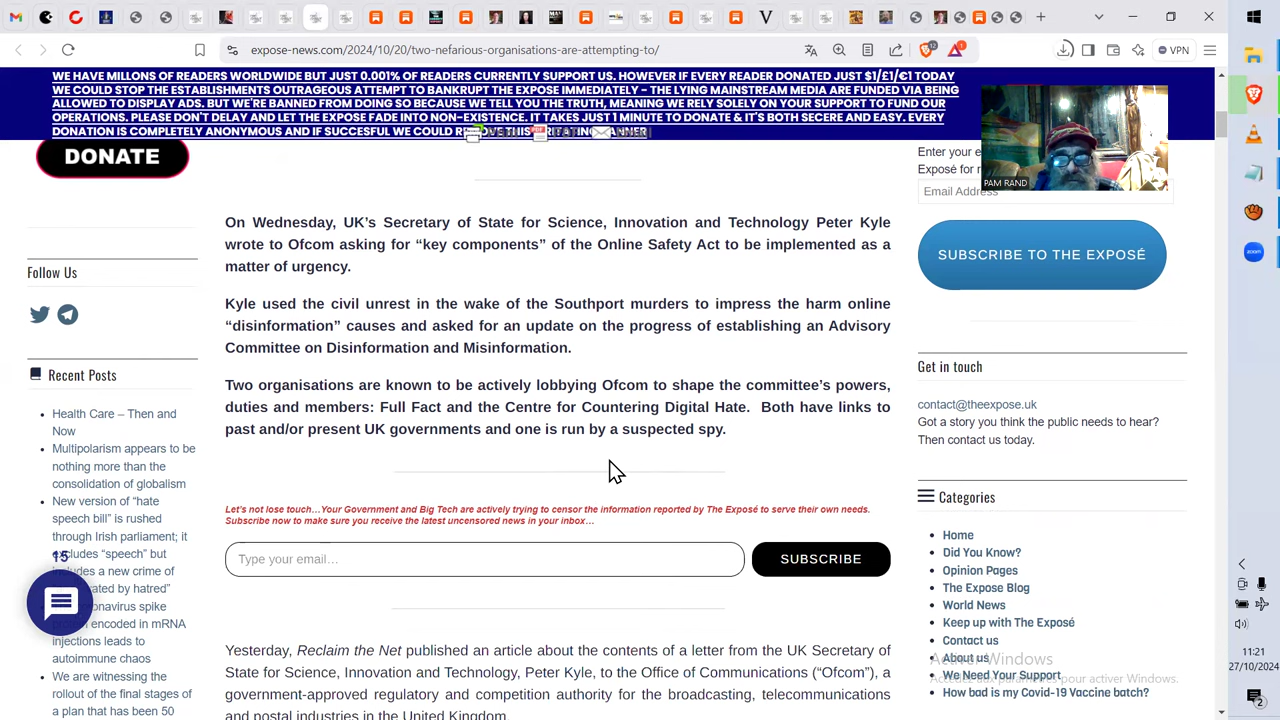 expose-news.com/2024/10/20/two-nefarious-organisations-are-attempting-to/
12
1
VPN
WE HAVE MILLONS OF READERS WORLDWIDE BUT JUST 0.001% OF READERS CURRENTLY SUPPORT US. HOWEVER IF EVERY READER DONATED JUST $1/£1/€1 TODAY
WE COULD STOP THE ESTABLISHMENTS OUTRAGEOUS ATTEMPT TO BANKRUPT THE EXPOSE IMMEDIATELY - THE LYING MAINSTREAM MEDIA ARE FUNDED VIA BEING
ALLOWED TO DISPLAY ADS. BUT WE'RE BANNED FROM DOING SO BECAUSE WE TELL YOU THE TRUTH, MEANING WE RELY SOLELY ON YOUR SUPPORT TO FUND OUR
OPERATIONS. PLEASE DON'T DELAY AND LET THE EXPOSE FADE INTO NON-EXISTENCE. IT TAKES JUST 1 MINUTE TO DONATE & IT'S BOTH SECERE AND EASY. EVERY
DONATION IS COMPLETELY ANONYMOUS AND IF SUCCESFUL WE COULD
DONATE
Follow Us
Recent Posts
Health Care – Then and
Now
Multipolarism appears to be
nothing more than the
consolidation of globalism
New version of “hate
speech bill” is rushed
through Irish parliament; it
15
“speech” but
a new crime of
by hatred”
spike
encoded in mRNA
injections leads to
autoimmune chaos
We are witnessing the
rollout of the final stages of
a plan that has been 50
On Wednesday, UK’s Secretary of State for Science, Innovation and Technology Peter Kyle
wrote to Ofcom asking for “key components” of the Online Safety Act to be implemented as a
matter of urgency.
Kyle used the civil unrest in the wake of the Southport murders to impress the harm online
“disinformation” causes and asked for an update on the progress of establishing an Advisory
Committee on Disinformation and Misinformation.
Two organisations are known to be actively lobbying Ofcom to shape the committee’s powers,
duties and members: Full Fact and the Centre for Countering Digital Hate. Both have links to
past and/or present UK governments and one is run by a suspected spy.
Let’s not lose touch…Your Government and Big Tech are actively trying to censor the information reported by The Exposé to serve their own needs.
Subscribe now to make sure you receive the latest uncensored news in your inbox…
Type your email…
SUBSCRIBE
Yesterday, Reclaim the Net published an article about the contents of a letter from the UK Secretary of
State for Science, Innovation and Technology, Peter Kyle, to the Office of Communications (“Ofcom”), a
government-approved regulatory and competition authority for the broadcasting, telecommunications
and postal industries in the United Kingdom.
Enter your e
Exposé for
Email Address
PAM RAND
SUBSCRIBE TO THE EXPOSÉ
Get in touch
contact@theexpose.uk
Got a story you think the public needs to hear?
Then contact us today.
Categories
Home
Did You Know?
Opinion Pages
The Expose Blog
World News
Keep up with The Exposé
Contact us
About us
We Need Your Support
How bad is my Covid-19 Vaccine batch?
Activer Windows
Accédez aux paramètres pour activer Windows.
zoom
11:21
27/10/2024
2